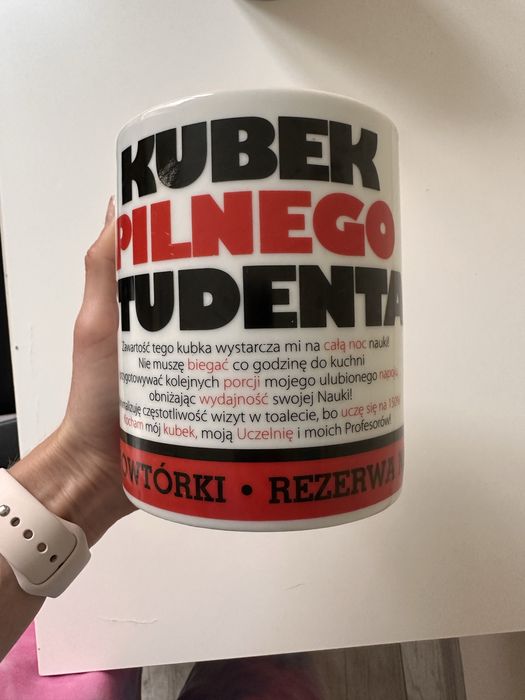 KUBEK
PILNEGO
TUDENTA
Zawartość tego kubka wystarcza mi na całą noc nauki!
Nie muszę biegać co godzinę do kuchni
zygotowywać kolejnych porcji mojego ulubionego napoju,
obniżając wydajność swojej Nauki!
częstotliwość wizyt w toalecie, bo uczę się na 150%!
Kocham mój kubek, moją Uczelnię i moich Profesorów!
OWTÓRKI • REZERWA